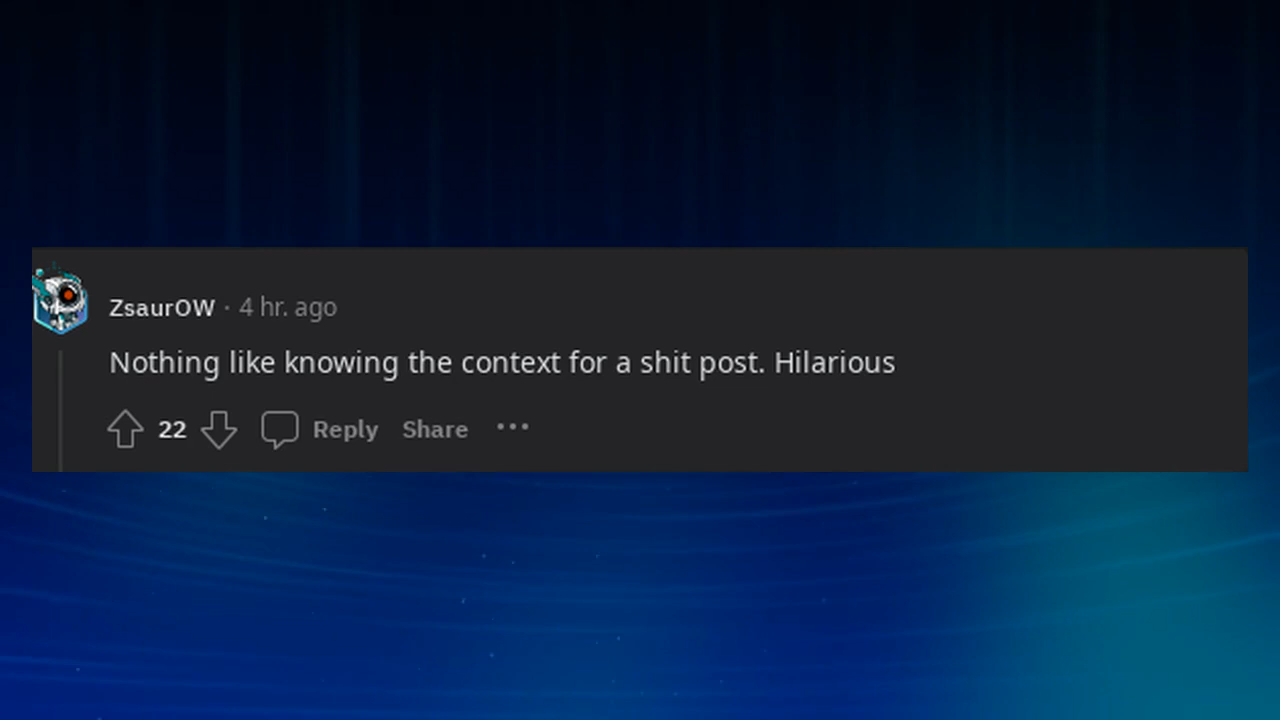 ZsaurOW · 4 hr. ago
Nothing like knowing the context for a shit post. Hilarious
22 Reply Share •••